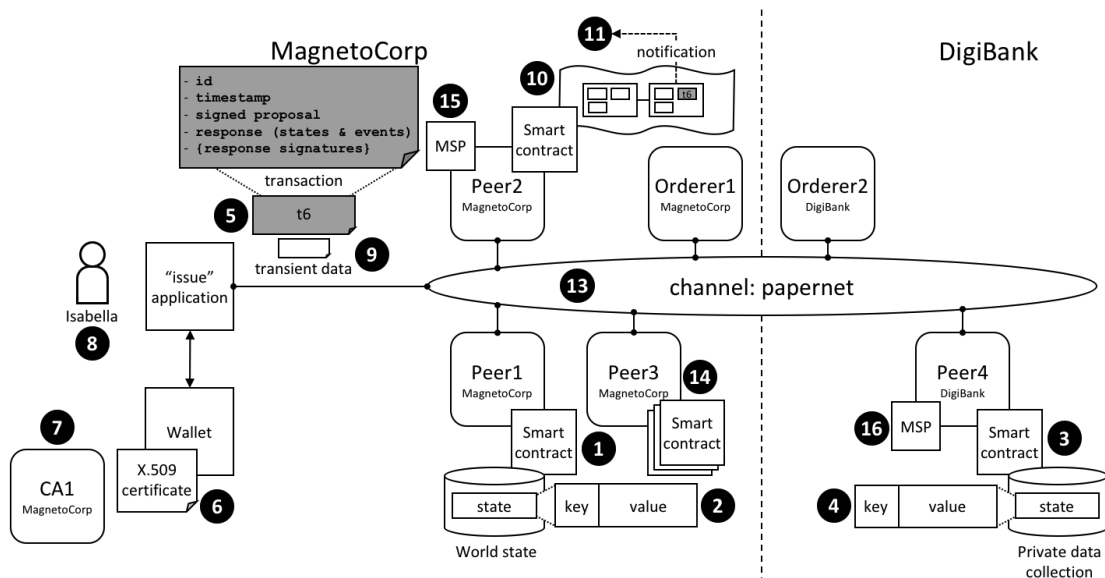 MagnetoCorp
DigiBank
11
notification
10
t6
- id
- timestamp
- signed proposal
- response (states & events)
- {response signatures}
15
MSP
Smart
contract
Peer2
MagnetoCorp
Orderer1
MagnetoCorp
Orderer2
DigiBank
transaction
5
t6
9
transient data
8
Isabella
“issue”
application
13
channel: papernet
Peer1
MagnetoCorp
Smart
contract
1
Peer3
MagnetoCorp
14
Smart
contract
Peer4
DigiBank
16
MSP
Smart
contract
3
Wallet
7
CA1
MagnetoCorp
X.509
certificate
6
state
key
value
2
World state
4
key
value
state
Private data
collection